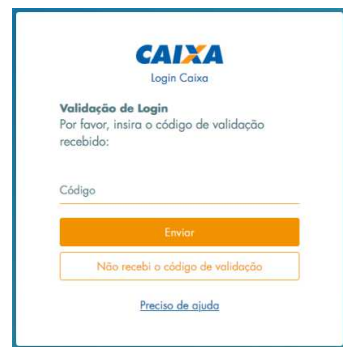 CAIXA
Login Caixa
Validação de Login
Por favor, insira o código de validação
recebido:
Código
Enviar
Não recebi o código de validação
Preciso de ajuda